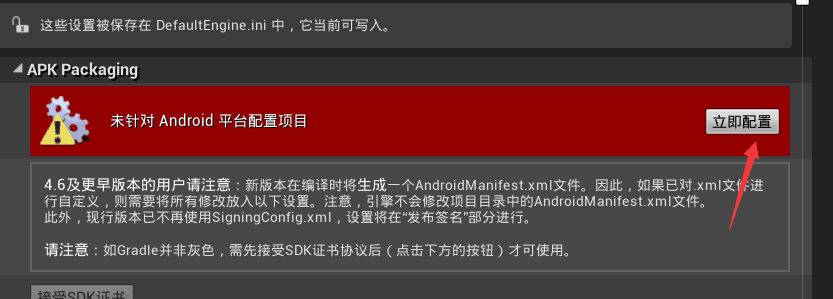 这些设置被保存在 DefaultEngine.ini 中，它当前可写入。
APK Packaging
未针对 Android 平台配置项目
立即配置
4.6及更早版本的用户请注意：新版本在编译时将生成一个AndroidManifest.xml文件。因此，如果已对.xml文件进
行自定义，则需要将所有修改放入以下设置。注意，引擎不会修改项目目录中的AndroidManifest.xml文件。
此外，现行版本已不再使用SigningConfig.xml，设置将在“发布签名”部分进行。
请注意：如Gradle并非灰色，需先接受SDK证书协议后（点击下方的按钮）才可使用。
接受SDK证书